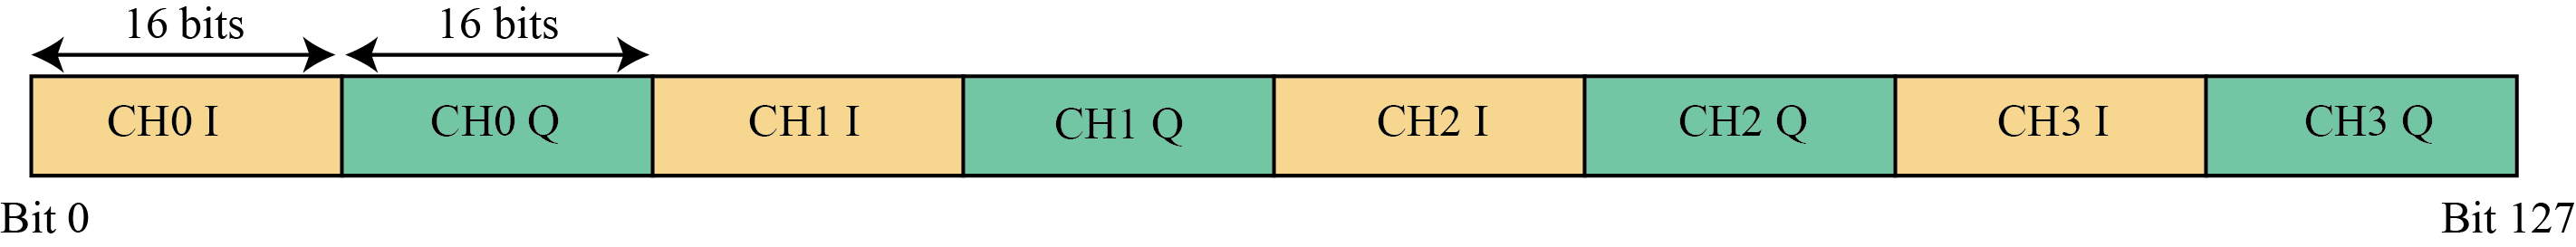 16 bits 16 bits
CH0 I CH0 Q CH1 I CH1 Q CH2 I CH2 Q CH3 I CH3 Q
Bit 0 Bit 127